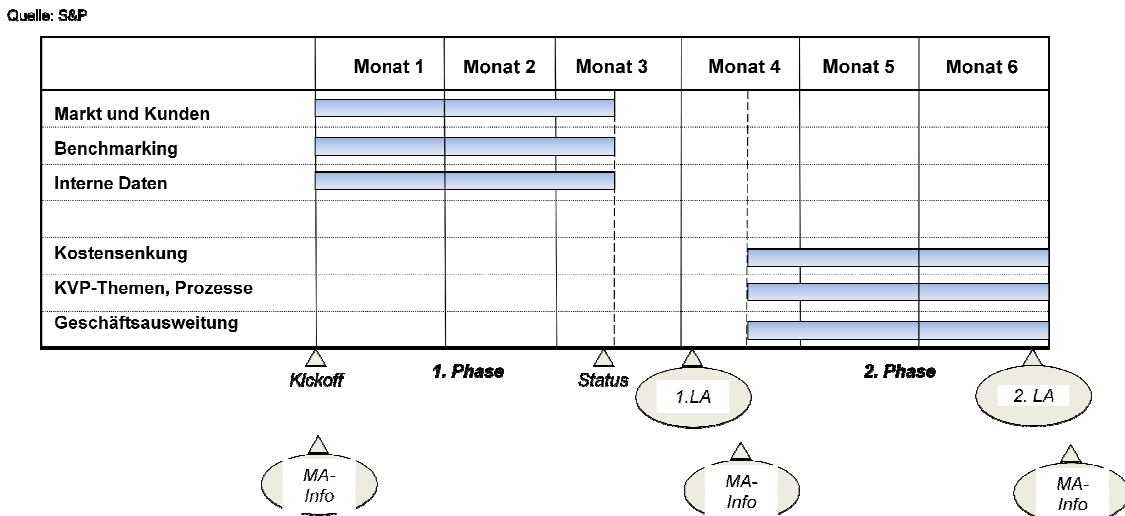 Quelle: S&P
Monat 1 Monat 2 Monat 3 Monat 4 Monat 5 Monat 6
Markt und Kunden
Benchmarking
Interne Daten
Kostensenkung
KVP-Themen, Prozesse
Geschäftsausweitung
Kickoff 1. Phase Status 1.LA 2. Phase 2. LA
MA-
Info
MA-
Info
MA-
Info